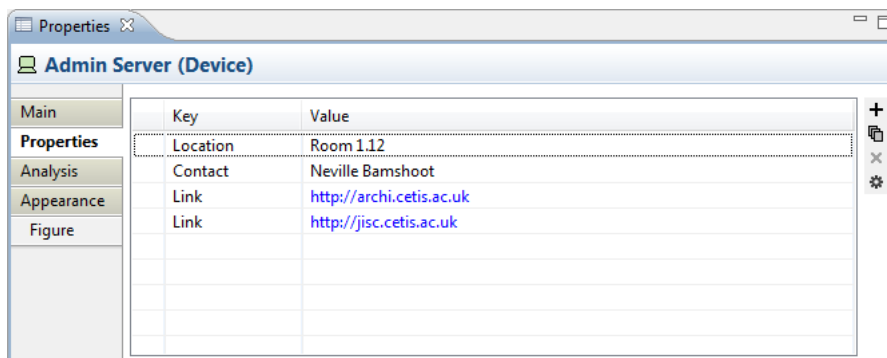 Properties
Admin Server (Device)
Main
Properties
Analysis
Appearance
Figure
Key Value
Location Room 1.12
Contact Neville Bamshoot
Link http://archi.cetis.ac.uk
Link http://jisc.cetis.ac.uk